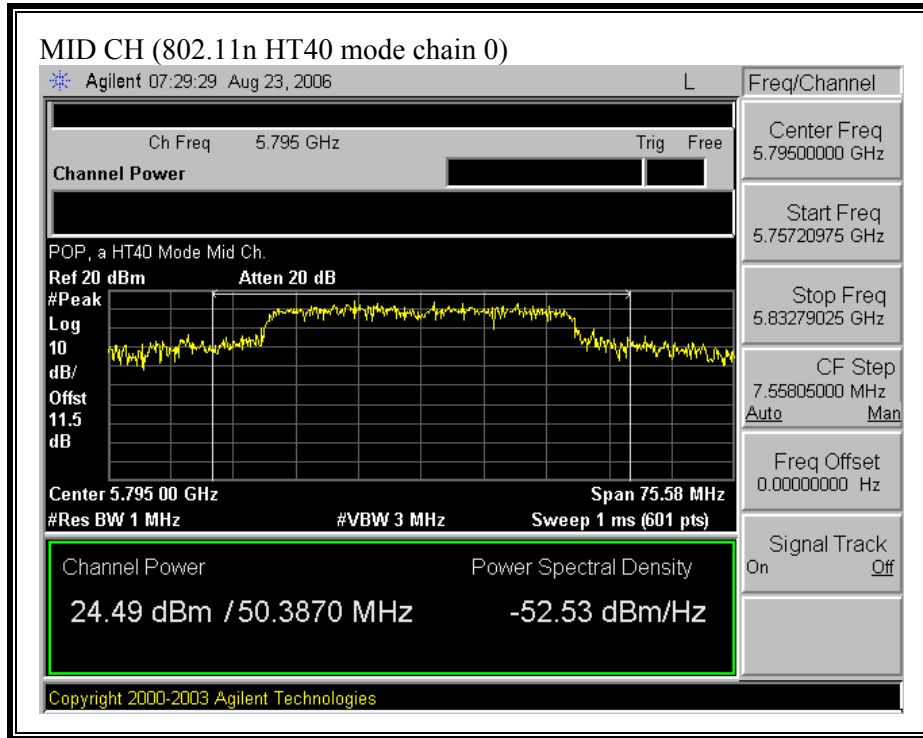 MID CH (802.11n HT40 mode chain 0)
Agilent 07:29:29 Aug 23, 2006 L
Freq/Channel
Ch Freq 5.795 GHz Trig Free
Channel Power
Center Freq
5.79500000 GHz
Start Freq
5.75720975 GHz
Stop Freq
5.83279025 GHz
CF Step
7.55805000 MHz
Auto Man
Freq Offset
0.00000000 Hz
Signal Track
On Off
POP, a HT40 Mode Mid Ch.
Ref 20 dBm Atten 20 dB
#Peak
Log
10
dB/
Offst
11.5
dB
Center 5.795 00 GHz Span 75.58 MHz
#Res BW 1 MHz #VBW 3 MHz Sweep 1 ms (601 pts)
Channel Power Power Spectral Density
24.49 dBm / 50.3870 MHz -52.53 dBm/Hz
Copyright 2000-2003 Agilent Technologies